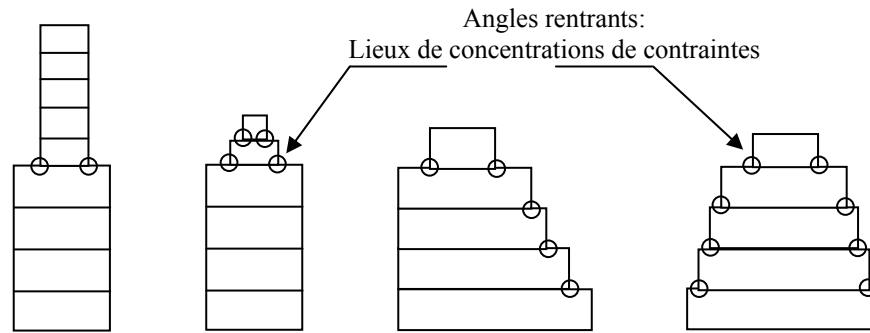 Angles rentrants:
Lieux de concentrations de contraintes